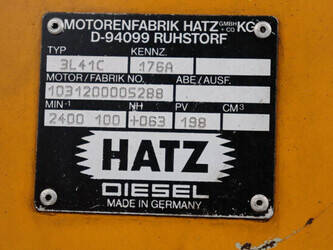 MOTORENFABRIK HATZ GMBH + CO KG
D-94099 RUHSTORF
TYP KENNZ.
3L41C 176A
MOTOR/FABRIK NO. ABE/AUSF.
1031200005288
MIN-¹ NH PV CM³
2400 100 +063 198
HATZ
DIESEL
MADE IN GERMANY